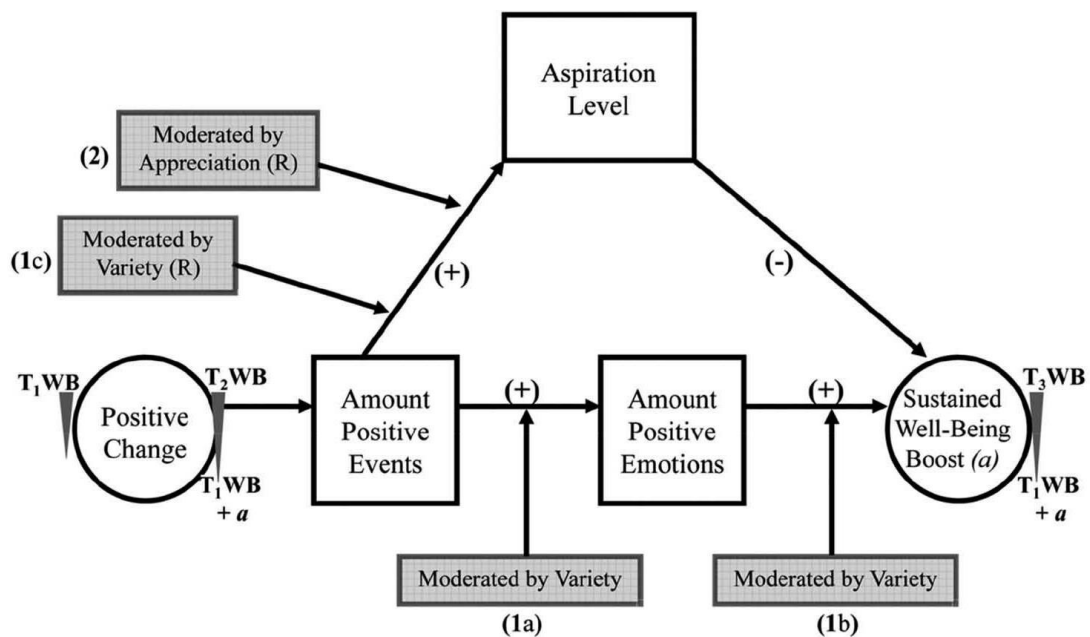 Aspiration
Level
(2)
Moderated by
Appreciation (R)
(1c)
Moderated by
Variety (R)
(+)
(-)
T1WB
Positive
Change
T2WB
T1WB
+ a
Amount
Positive
Events
(+)
Amount
Positive
Emotions
(+)
Sustained
Well-Being
Boost (a)
T3WB
T1WB
+ a
Moderated by Variety
(1a)
Moderated by Variety
(1b)